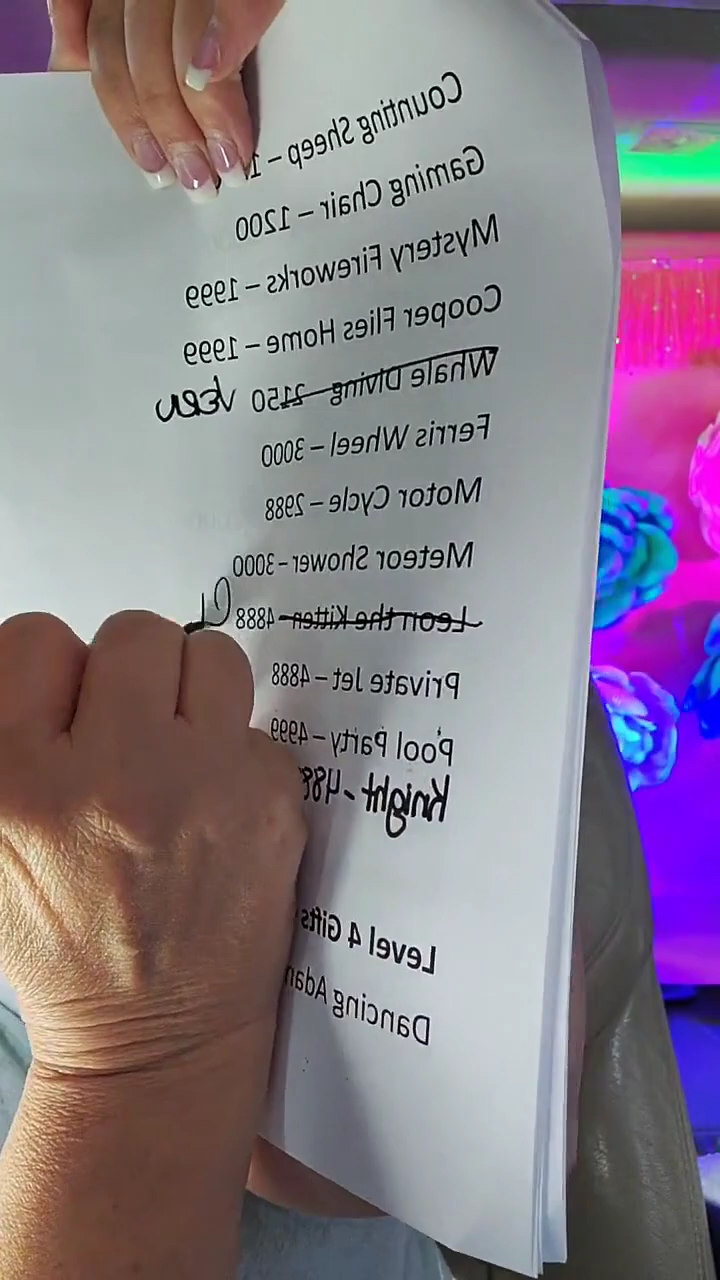 Counting Sheep –
Gaming Chair – 1200
Mystery Fireworks – 1999
Cooper Flies Home – 1999
Whale Diving – 2150 Veen
Ferris Wheel – 3000
Motor Cycle – 2988
Meteor Shower – 3000
Leon the Kitten – 4888
Private Jet – 4888
Pool Party – 4999
Knight - 488
Level 4 Gifts
Dancing